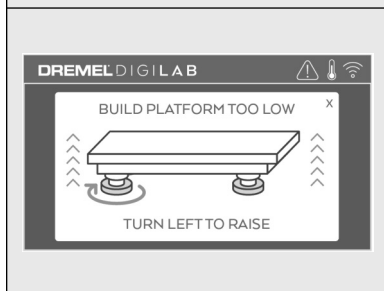 DREMEL DIGILAB
BUILD PLATFORM TOO LOW
X
TURN LEFT TO RAISE